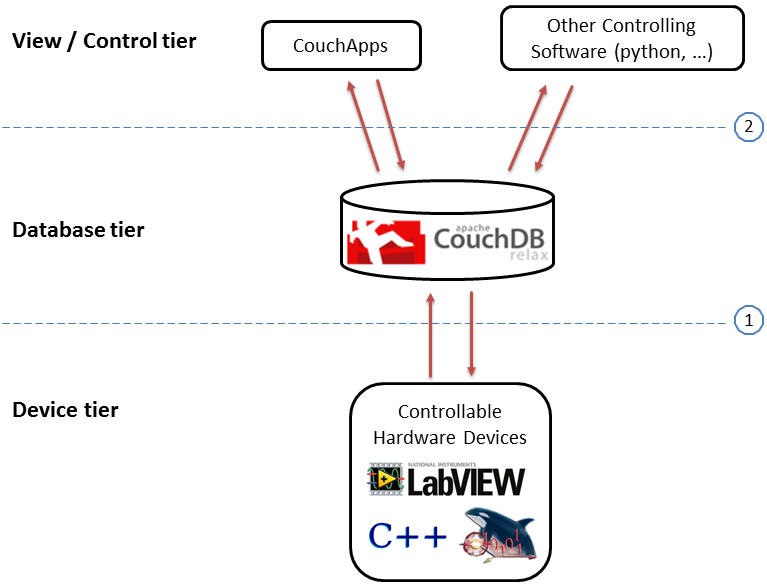 View / Control tier
CouchApps
Other Controlling
Software (python, ...)
2
Database tier
apache
CouchDB
relax
1
Device tier
Controllable
Hardware Devices
NATIONAL INSTRUMENTS
LabVIEW
C++